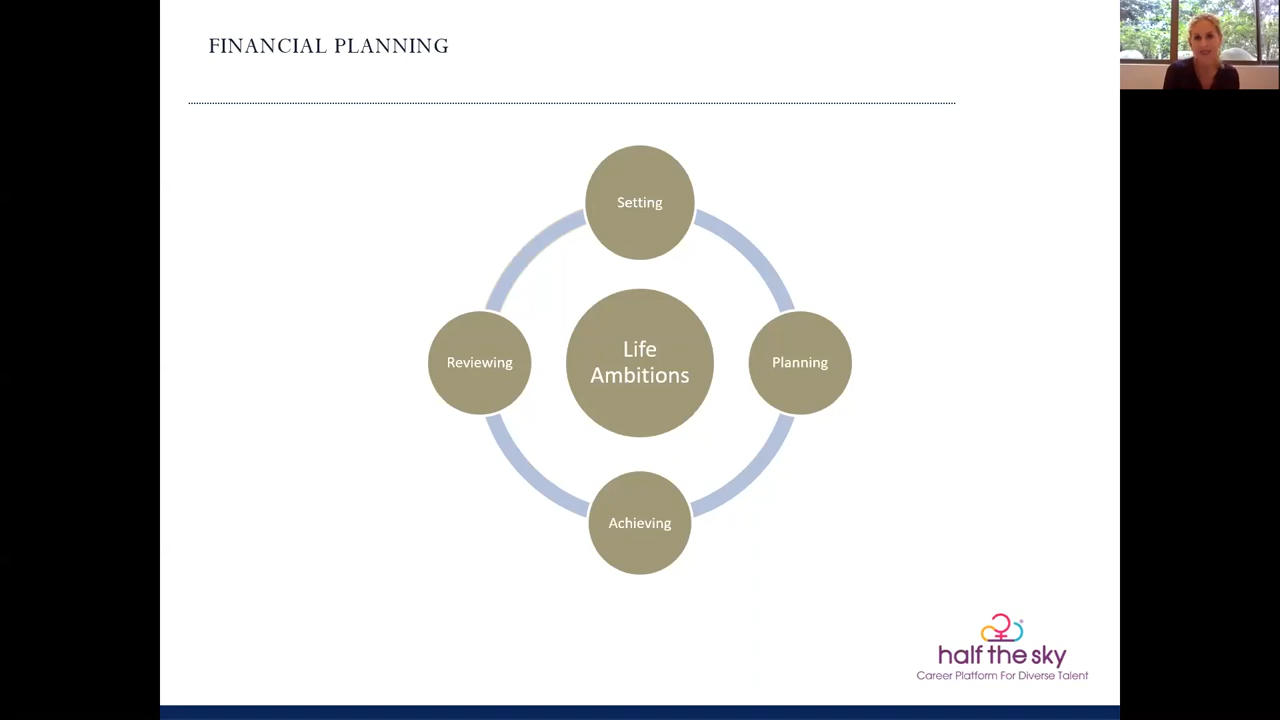 FINANCIAL PLANNING
Setting
Reviewing
Life
Ambitions
Planning
Achieving
half the sky
Career Platform For Diverse Talent